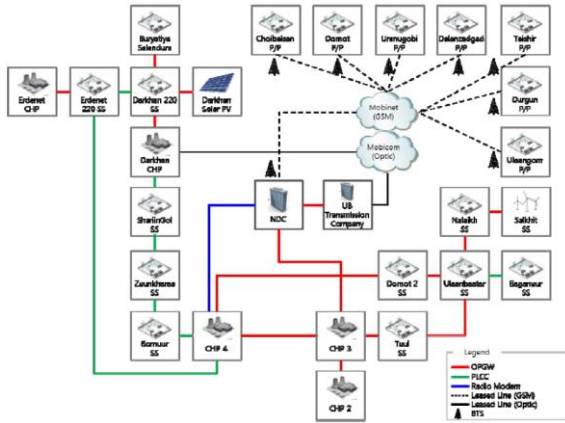 Buryatiya
Selendum
Choibalsan
P/P
Dornot
P/P
Umnugobi
P/P
Dalanzadgad
P/P
Taishir
P/P
Erdenet
CHP
Erdenet
220 SS
Darkhan 220
SS
Darkhan
Solar PV
Mobinet
(GSM)
Durgun
P/P
Darkhan
CHP
Mobicom
(Optic)
Ulaangom
P/P
ShariinGol
SS
NDC
UB
Transmission
Company
Nalaikh
SS
Salkhit
SS
Zuunkharaa
SS
Dornot 2
SS
Ulaanbaatar
SS
Baganuur
SS
Bornuur
SS
CHP 4
CHP 3
Tuul
SS
CHP 2
Legend
OPGW
PLCC
Radio Modem
Leased Line (GSM)
Leased Line (Optic)
BTS